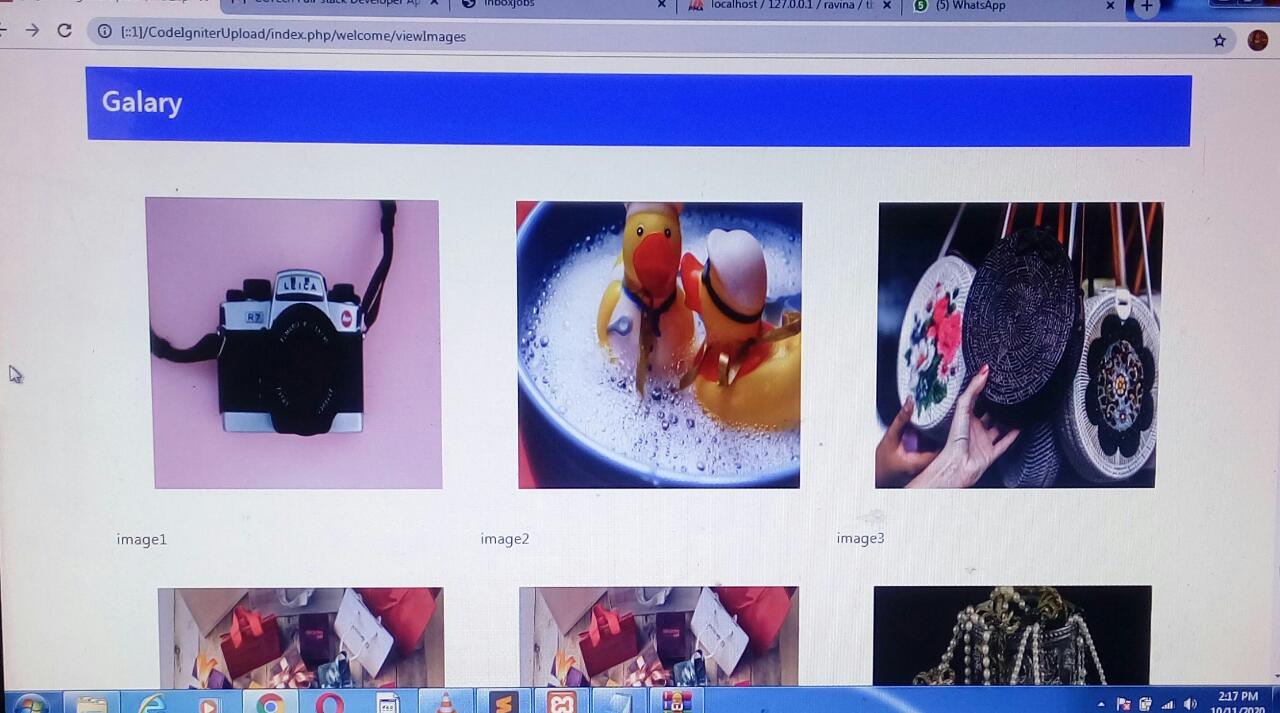 Full Stack Developer Ap
inboxjobs
localhost / 127.0.0.1 / ravina /
(5) WhatsApp
[::1]/CodeIgniterUpload/index.php/welcome/viewImages
Galary
LEICA
R7
image1
image2
image3
2:17 PM
10/11/2020